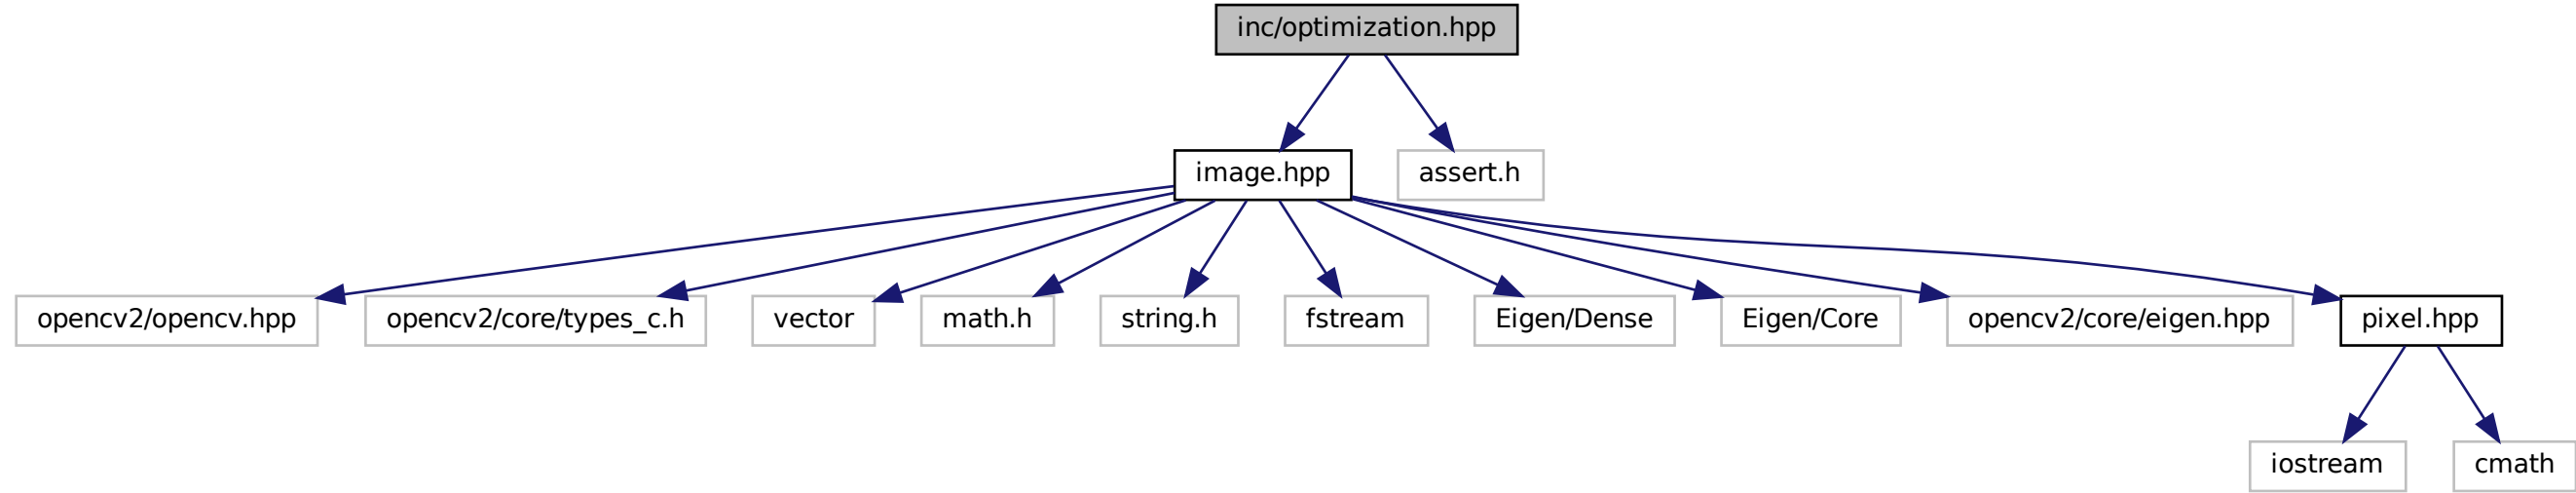 inc/optimization.hpp
image.hpp
assert.h
opencv2/opencv.hpp
opencv2/core/types_c.h
vector
math.h
string.h
fstream
Eigen/Dense
Eigen/Core
opencv2/core/eigen.hpp
pixel.hpp
iostream
cmath